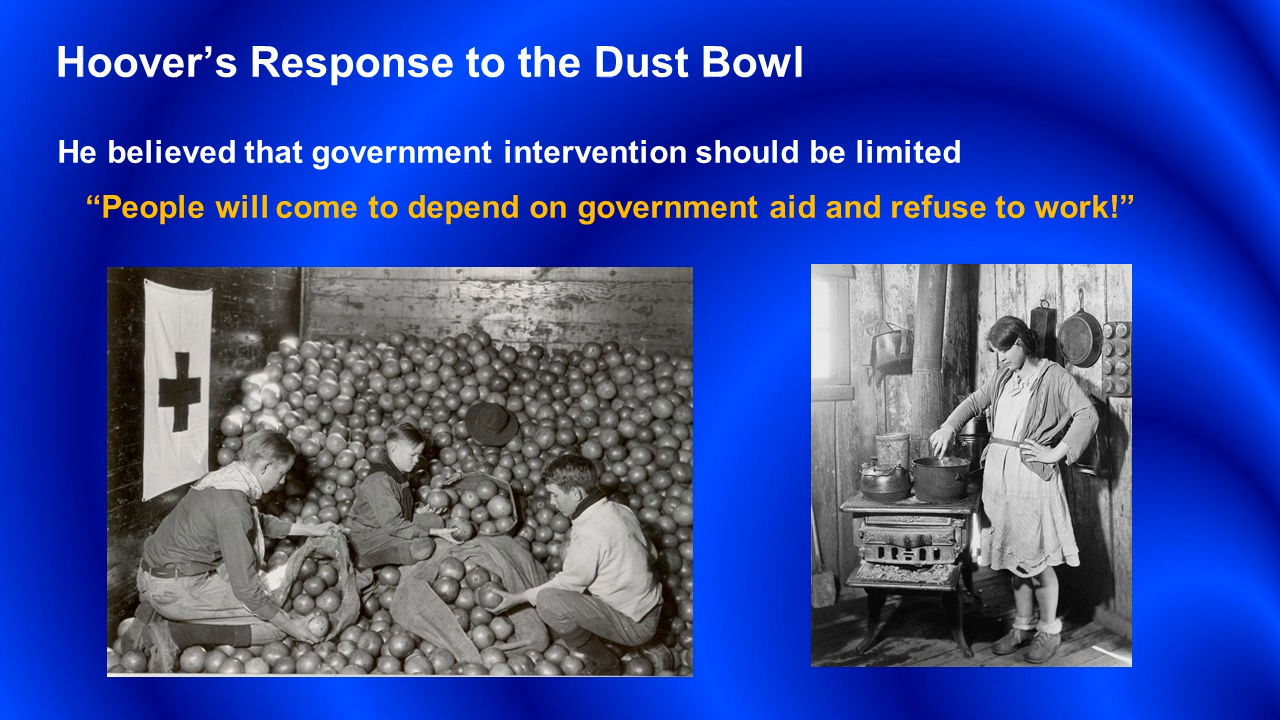 Hoover’s Response to the Dust Bowl
He believed that government intervention should be limited
“People will come to depend on government aid and refuse to work!”